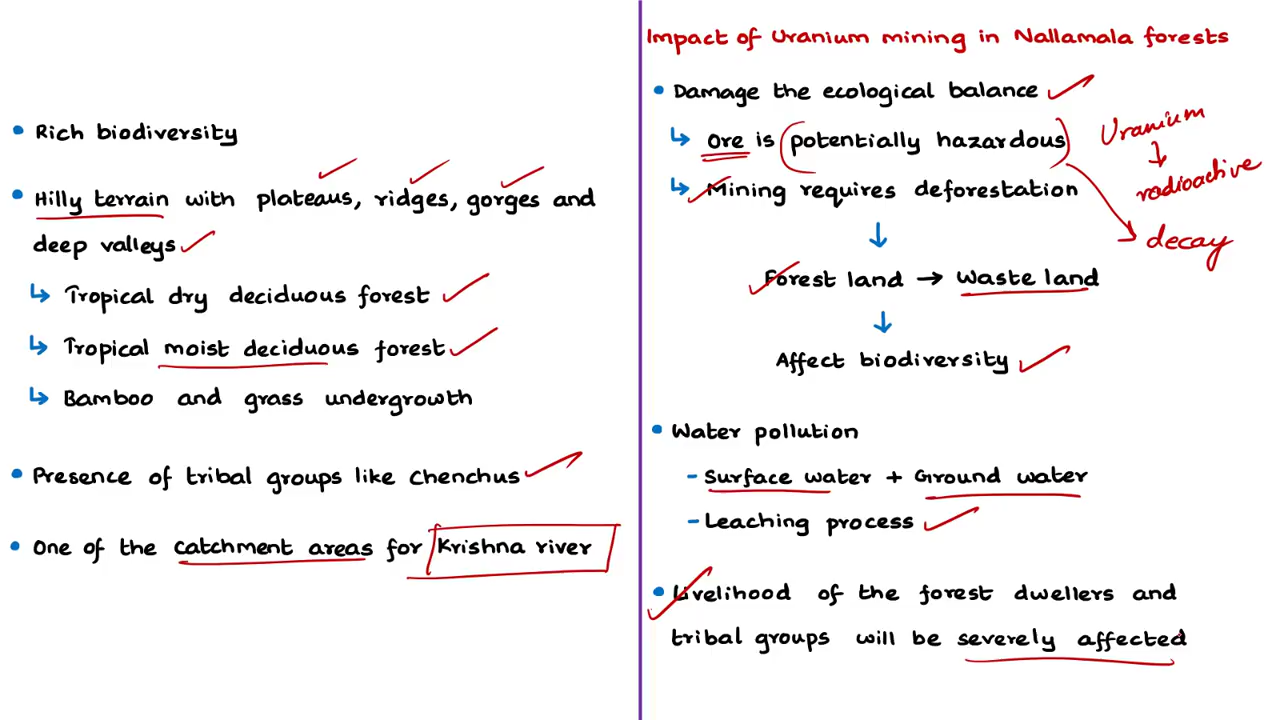 • Rich biodiversity
• Hilly terrain with plateaus, ridges, gorges and
deep valleys
↳ Tropical dry deciduous forest
↳ Tropical moist deciduous forest
↳ Bamboo and grass undergrowth
• Presence of tribal groups like Chenchus
• One of the catchment areas for Krishna river
Impact of Uranium mining in Nallamala forests
• Damage the ecological balance
↳ Ore is (potentially hazardous)
↳ Mining requires deforestation
↓
Forest land → Waste land
↓
Affect biodiversity
Uranium
↓
radioactive
decay
• Water pollution
- Surface water + Ground water
- Leaching process
• Livelihood of the forest dwellers and
tribal groups will be severely affected